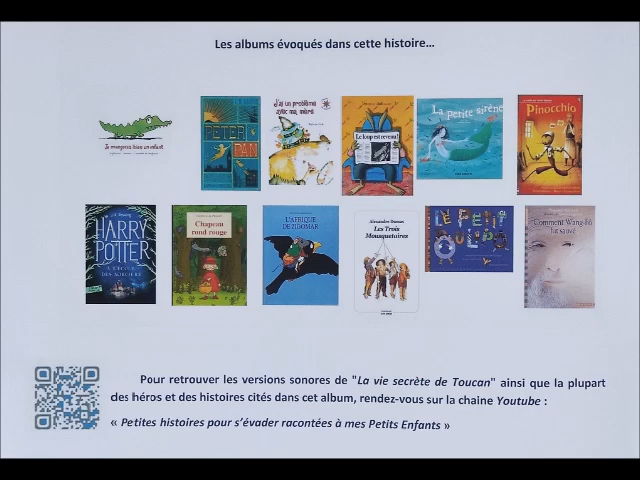 Les albums évoqués dans cette histoire…
Je mangerais bien un enfant
PETER
PAN
J'ai un problème
avec ma mère
Le loup est revenu!
La petite sirène
Pinocchio
J.K. Rowling
HARRY
POTTER
À L'ÉCOLE
DES SORCIERS
Chapeau
rond rouge
L'AFRIQUE
DE ZIGOMAR
Alexandre Dumas
Les Trois
Mousquetaires
LE PETIT
Comment Wang-Fô
fut sauvé
Pour retrouver les versions sonores de "La vie secrète de Toucan" ainsi que la plupart
des héros et des histoires cités dans cet album, rendez-vous sur la chaine Youtube :
« Petites histoires pour s'évader racontées à mes Petits Enfants »